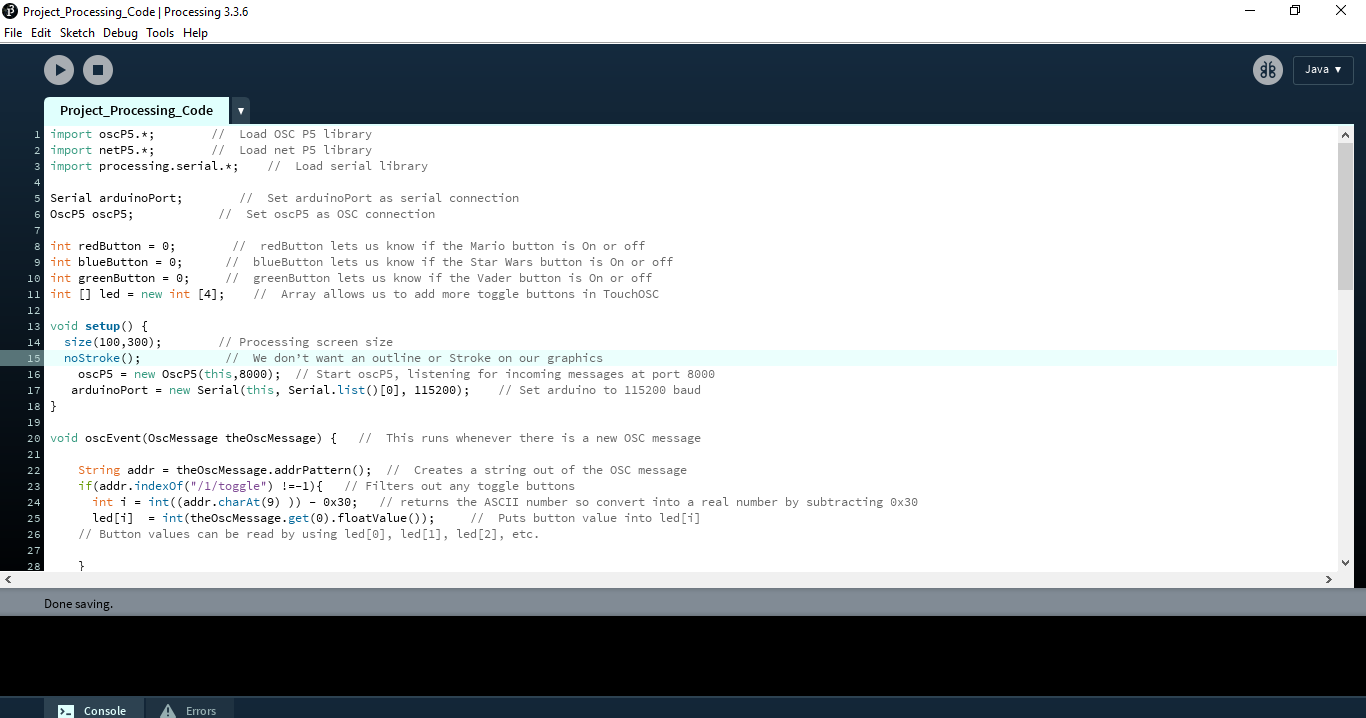 Project_Processing_Code | Processing 3.3.6
File Edit Sketch Debug Tools Help
Java ▼
Project_Processing_Code ▼
1 import oscP5.*;        //  Load OSC P5 library
2 import netP5.*;        //  Load net P5 library
3 import processing.serial.*;    //  Load serial library
4
5 Serial arduinoPort;        //  Set arduinoPort as serial connection
6 OscP5 oscP5;            //  Set oscP5 as OSC connection
7
8 int redButton = 0;        //  redButton lets us know if the Mario button is On or off
9 int blueButton = 0;      //  blueButton lets us know if the Star Wars button is On or off
10 int greenButton = 0;     //  greenButton lets us know if the Vader button is On or off
11 int [] led = new int [4];    //  Array allows us to add more toggle buttons in TouchOSC
12
13 void setup() {
14   size(100,300);        // Processing screen size
15   noStroke();            //  We don’t want an outline or Stroke on our graphics
16     oscP5 = new OscP5(this,8000);  // Start oscP5, listening for incoming messages at port 8000
17    arduinoPort = new Serial(this, Serial.list()[0], 115200);    // Set arduino to 115200 baud
18 }
19
20 void oscEvent(OscMessage theOscMessage) {   //  This runs whenever there is a new OSC message
21
22     String addr = theOscMessage.addrPattern();  //  Creates a string out of the OSC message
23     if(addr.indexOf("/1/toggle") !=-1){   // Filters out any toggle buttons
24       int i = int((addr.charAt(9) )) - 0x30;   // returns the ASCII number so convert into a real number by subtracting 0x30
25       led[i]  = int(theOscMessage.get(0).floatValue());     //  Puts button value into led[i]
26     // Button values can be read by using led[0], led[1], led[2], etc.
27
28     }
Done saving.
Console Errors